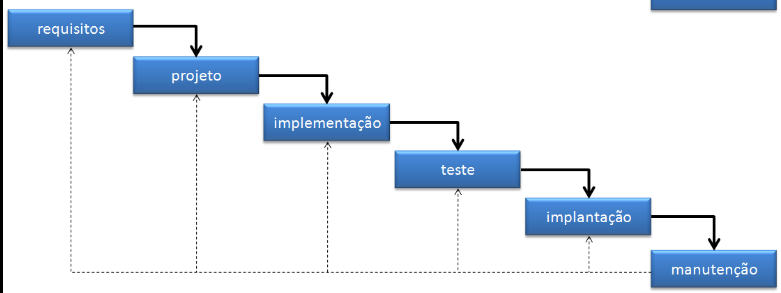 requisitos
projeto
implementação
teste
implantação
manutenção